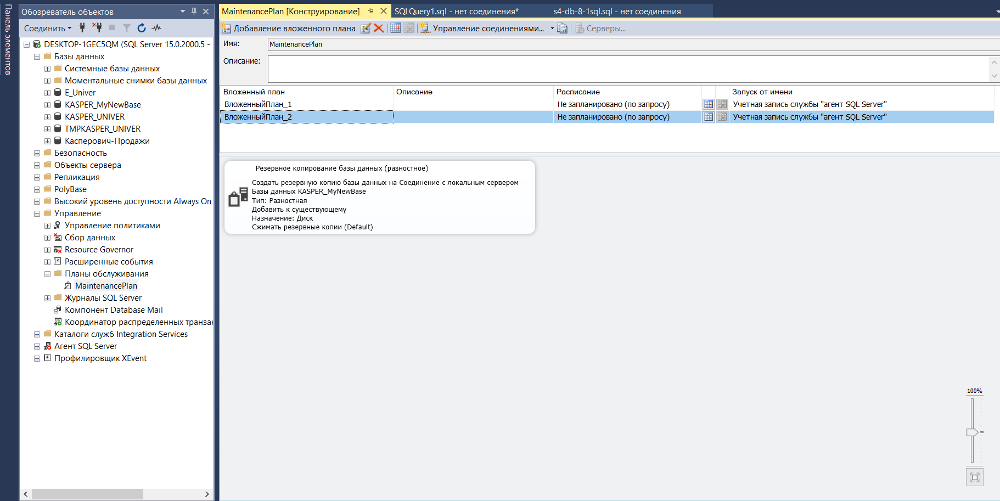 Панель элементов
Обозреватель объектов
Соединить
DESKTOP-1GEC5QM (SQL Server 15.0.2000.5 -
Базы данных
Системные базы данных
Моментальные снимки базы данных
E_Univer
KASPER_MyNewBase
KASPER_UNIVER
TMPKASPER_UNIVER
Касперович-Продажи
Безопасность
Объекты сервера
Репликация
PolyBase
Высокий уровень доступности Always On
Управление
Управление политиками
Сбор данных
Resource Governor
Расширенные события
Планы обслуживания
MaintenancePlan
Журналы SQL Server
Компонент Database Mail
Координатор распределенных транзак
Каталоги служб Integration Services
Агент SQL Server
Профилировщик XEvent
MaintenancePlan [Конструирование] SQLQuery1.sql - нет соединения* s4-db-8-1sql.sql - нет соединения
Добавление вложенного плана Управление соединениями... Серверы...
Имя: MaintenancePlan
Описание:
Вложенный план Описание Расписание Запуск от имени
ВложенныйПлан_1 Не запланировано (по запросу) Учетная запись службы "агент SQL Server"
ВложенныйПлан_2 Не запланировано (по запросу) Учетная запись службы "агент SQL Server"
Резервное копирование базы данных (разностное)
Создать резервную копию базы данных на Соединение с локальным сервером
Базы данных KASPER_MyNewBase
Тип: Разностная
Добавить к существующему
Назначение: Диск
Сжимать резервные копии (Default)
100%